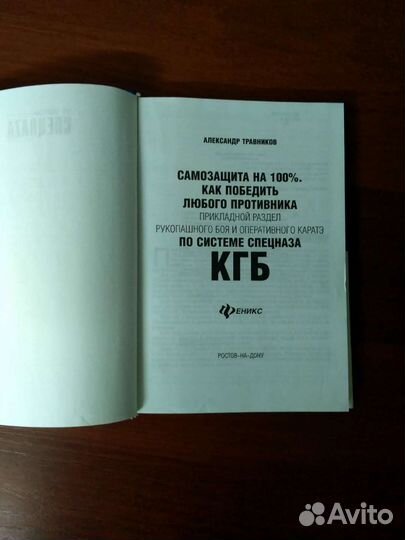 АЛЕКСАНДР ТРАВНИКОВ
САМОЗАЩИТА НА 100%.
КАК ПОБЕДИТЬ
ЛЮБОГО ПРОТИВНИКА
ПРИКЛАДНОЙ РАЗДЕЛ
РУКОПАШНОГО БОЯ И ОПЕРАТИВНОГО КАРАТЭ
ПО СИСТЕМЕ СПЕЦНАЗА
КГБ
ФЕНИКС
РОСТОВ-НА-ДОНУ
СПЕЦНАЗА
Avito